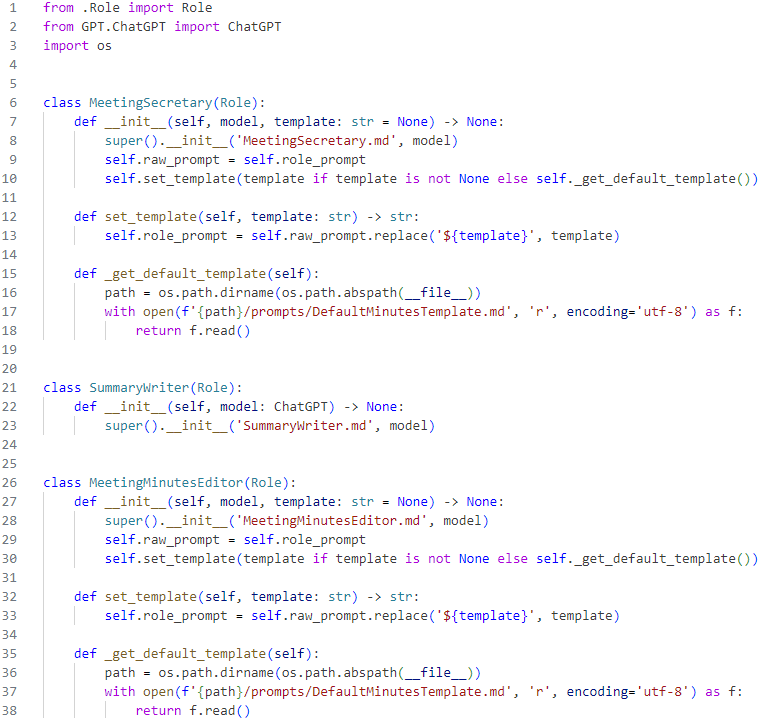 1 from .Role import Role
2 from GPT.ChatGPT import ChatGPT
3 import os
4
5
6 class MeetingSecretary(Role):
7     def __init__(self, model, template: str = None) -> None:
8         super().__init__('MeetingSecretary.md', model)
9         self.raw_prompt = self.role_prompt
10         self.set_template(template if template is not None else self._get_default_template())
11
12     def set_template(self, template: str) -> str:
13         self.role_prompt = self.raw_prompt.replace('${template}', template)
14
15     def _get_default_template(self):
16         path = os.path.dirname(os.path.abspath(__file__))
17         with open(f'{path}/prompts/DefaultMinutesTemplate.md', 'r', encoding='utf-8') as f:
18             return f.read()
19
20
21 class SummaryWriter(Role):
22     def __init__(self, model: ChatGPT) -> None:
23         super().__init__('SummaryWriter.md', model)
24
25
26 class MeetingMinutesEditor(Role):
27     def __init__(self, model, template: str = None) -> None:
28         super().__init__('MeetingMinutesEditor.md', model)
29         self.raw_prompt = self.role_prompt
30         self.set_template(template if template is not None else self._get_default_template())
31
32     def set_template(self, template: str) -> str:
33         self.role_prompt = self.raw_prompt.replace('${template}', template)
34
35     def _get_default_template(self):
36         path = os.path.dirname(os.path.abspath(__file__))
37         with open(f'{path}/prompts/DefaultMinutesTemplate.md', 'r', encoding='utf-8') as f:
38             return f.read()